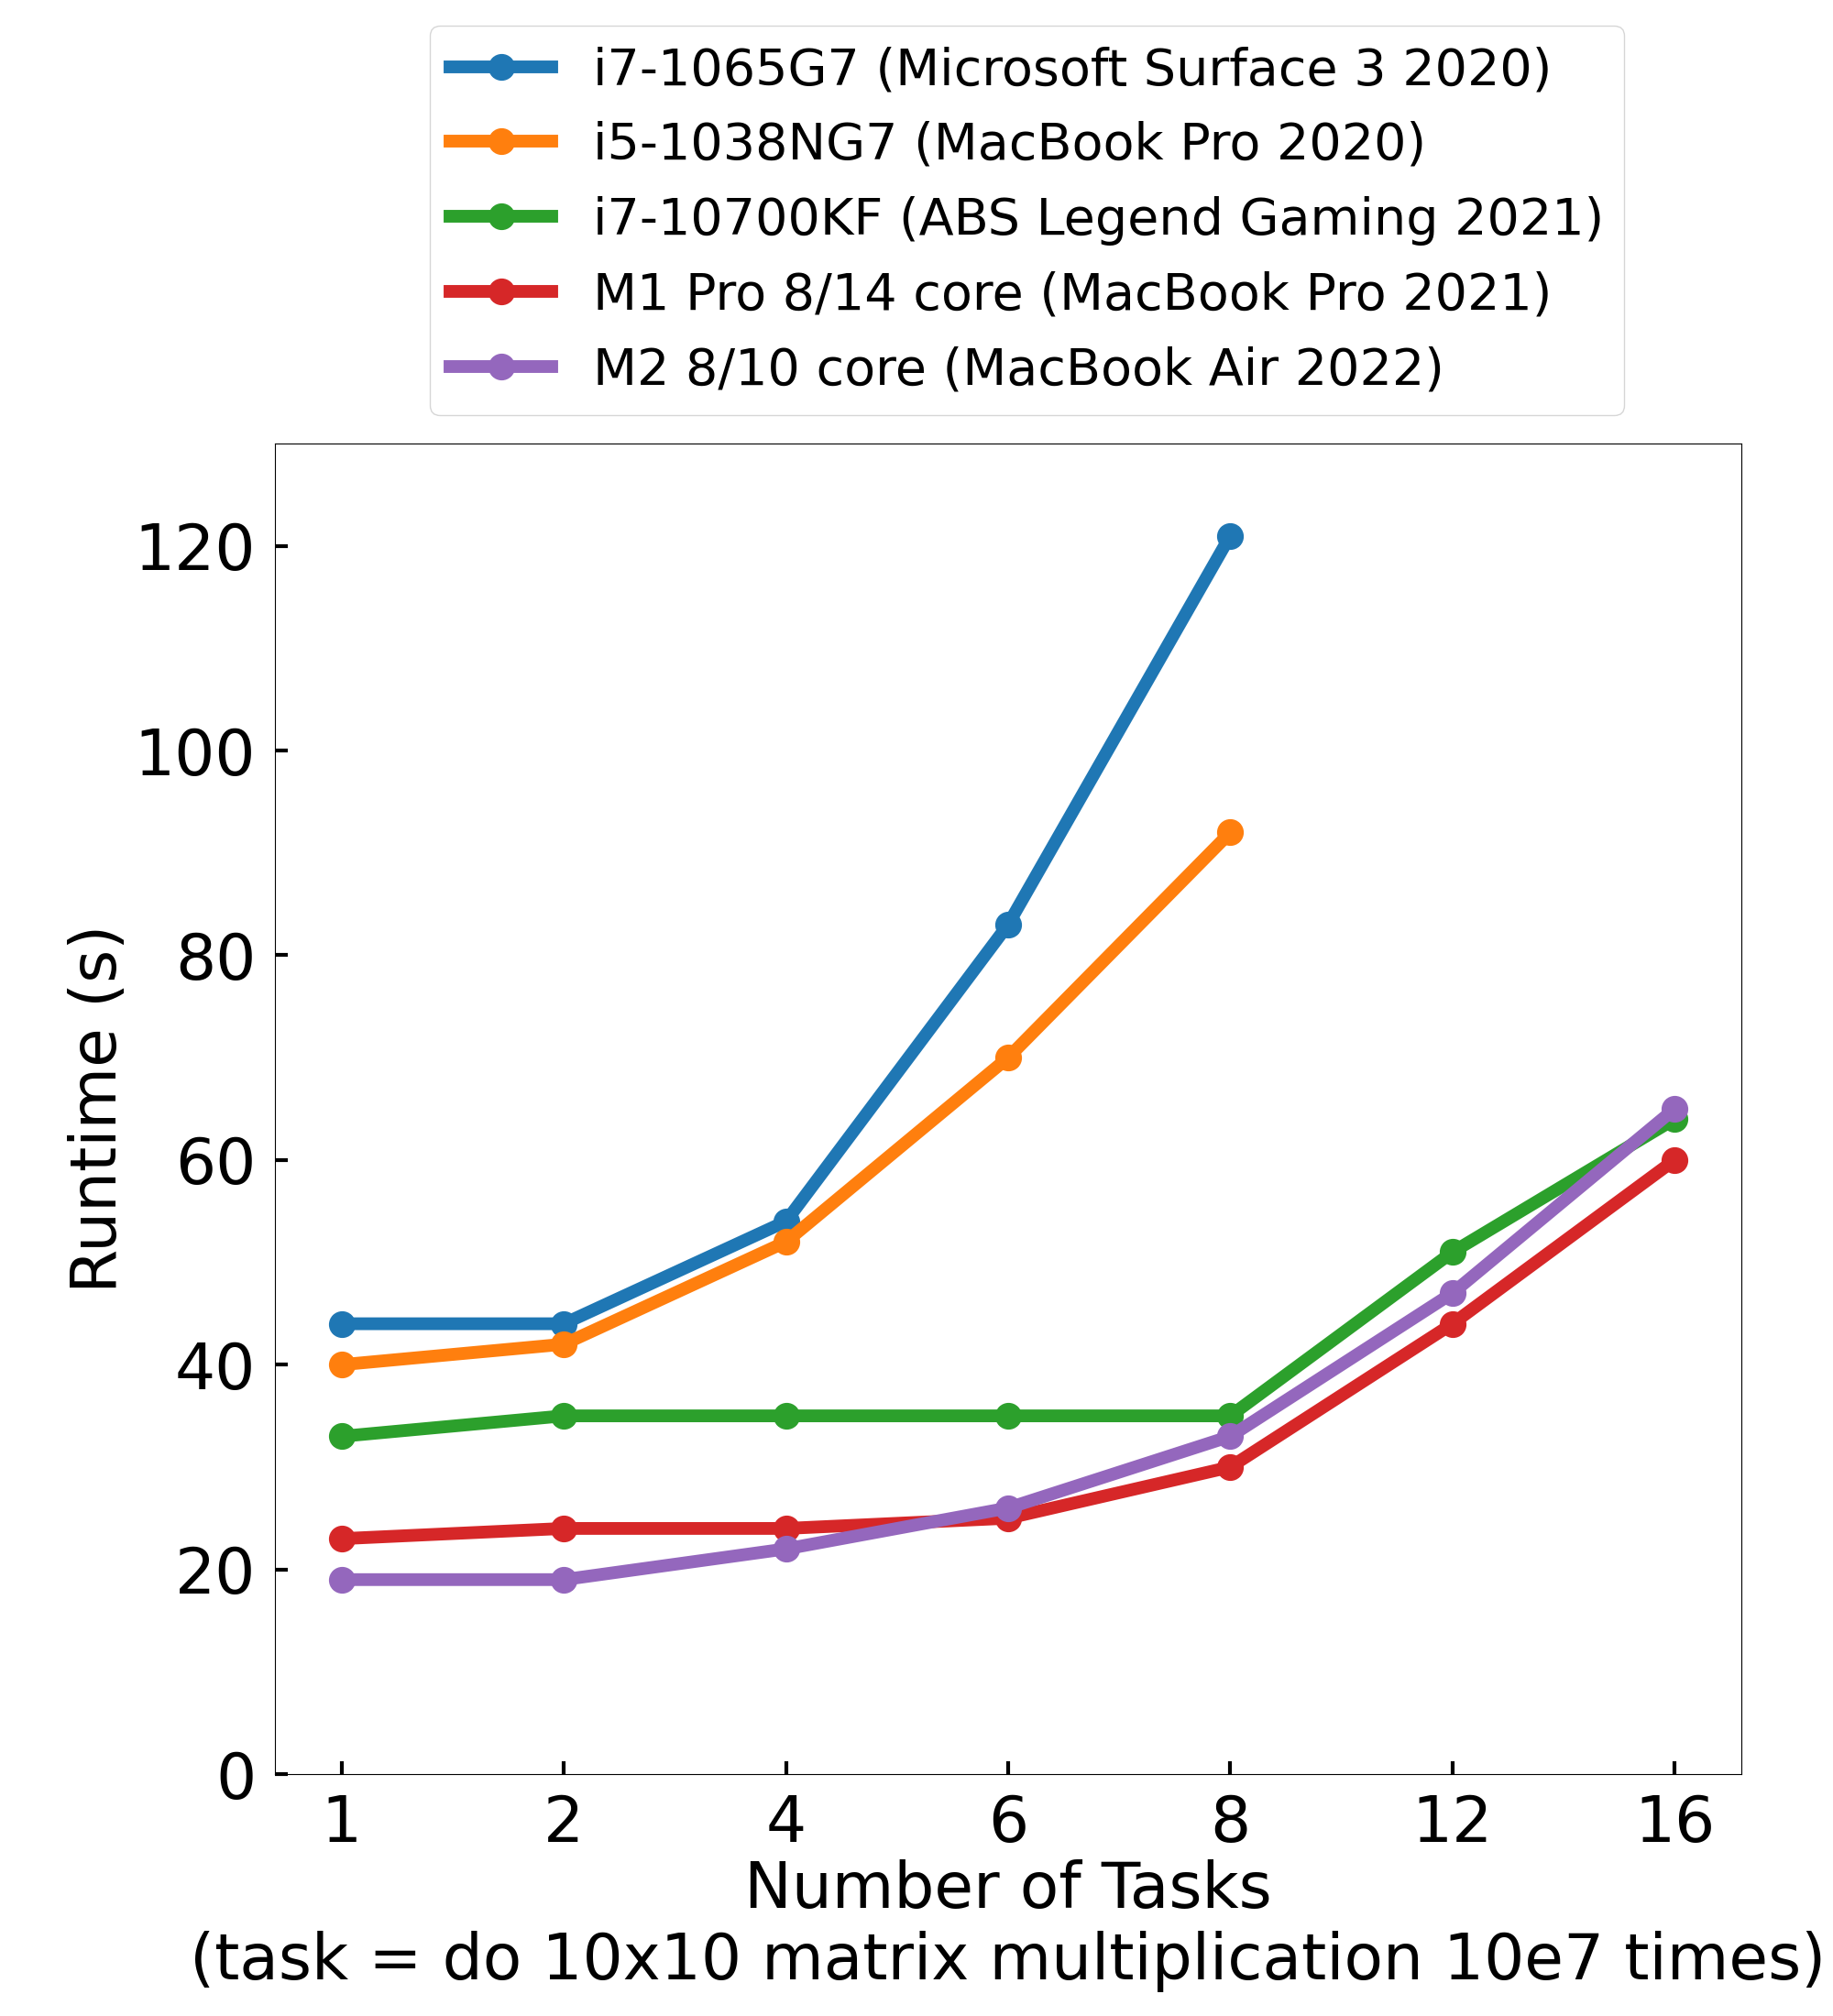 i7-1065G7 (Microsoft Surface 3 2020)
i5-1038NG7 (MacBook Pro 2020)
i7-10700KF (ABS Legend Gaming 2021)
M1 Pro 8/14 core (MacBook Pro 2021)
M2 8/10 core (MacBook Air 2022)
120
100
80
60
40
20
0
Runtime (s)
1 2 4 6 8 12 16
Number of Tasks
(task = do 10x10 matrix multiplication 10e7 times)